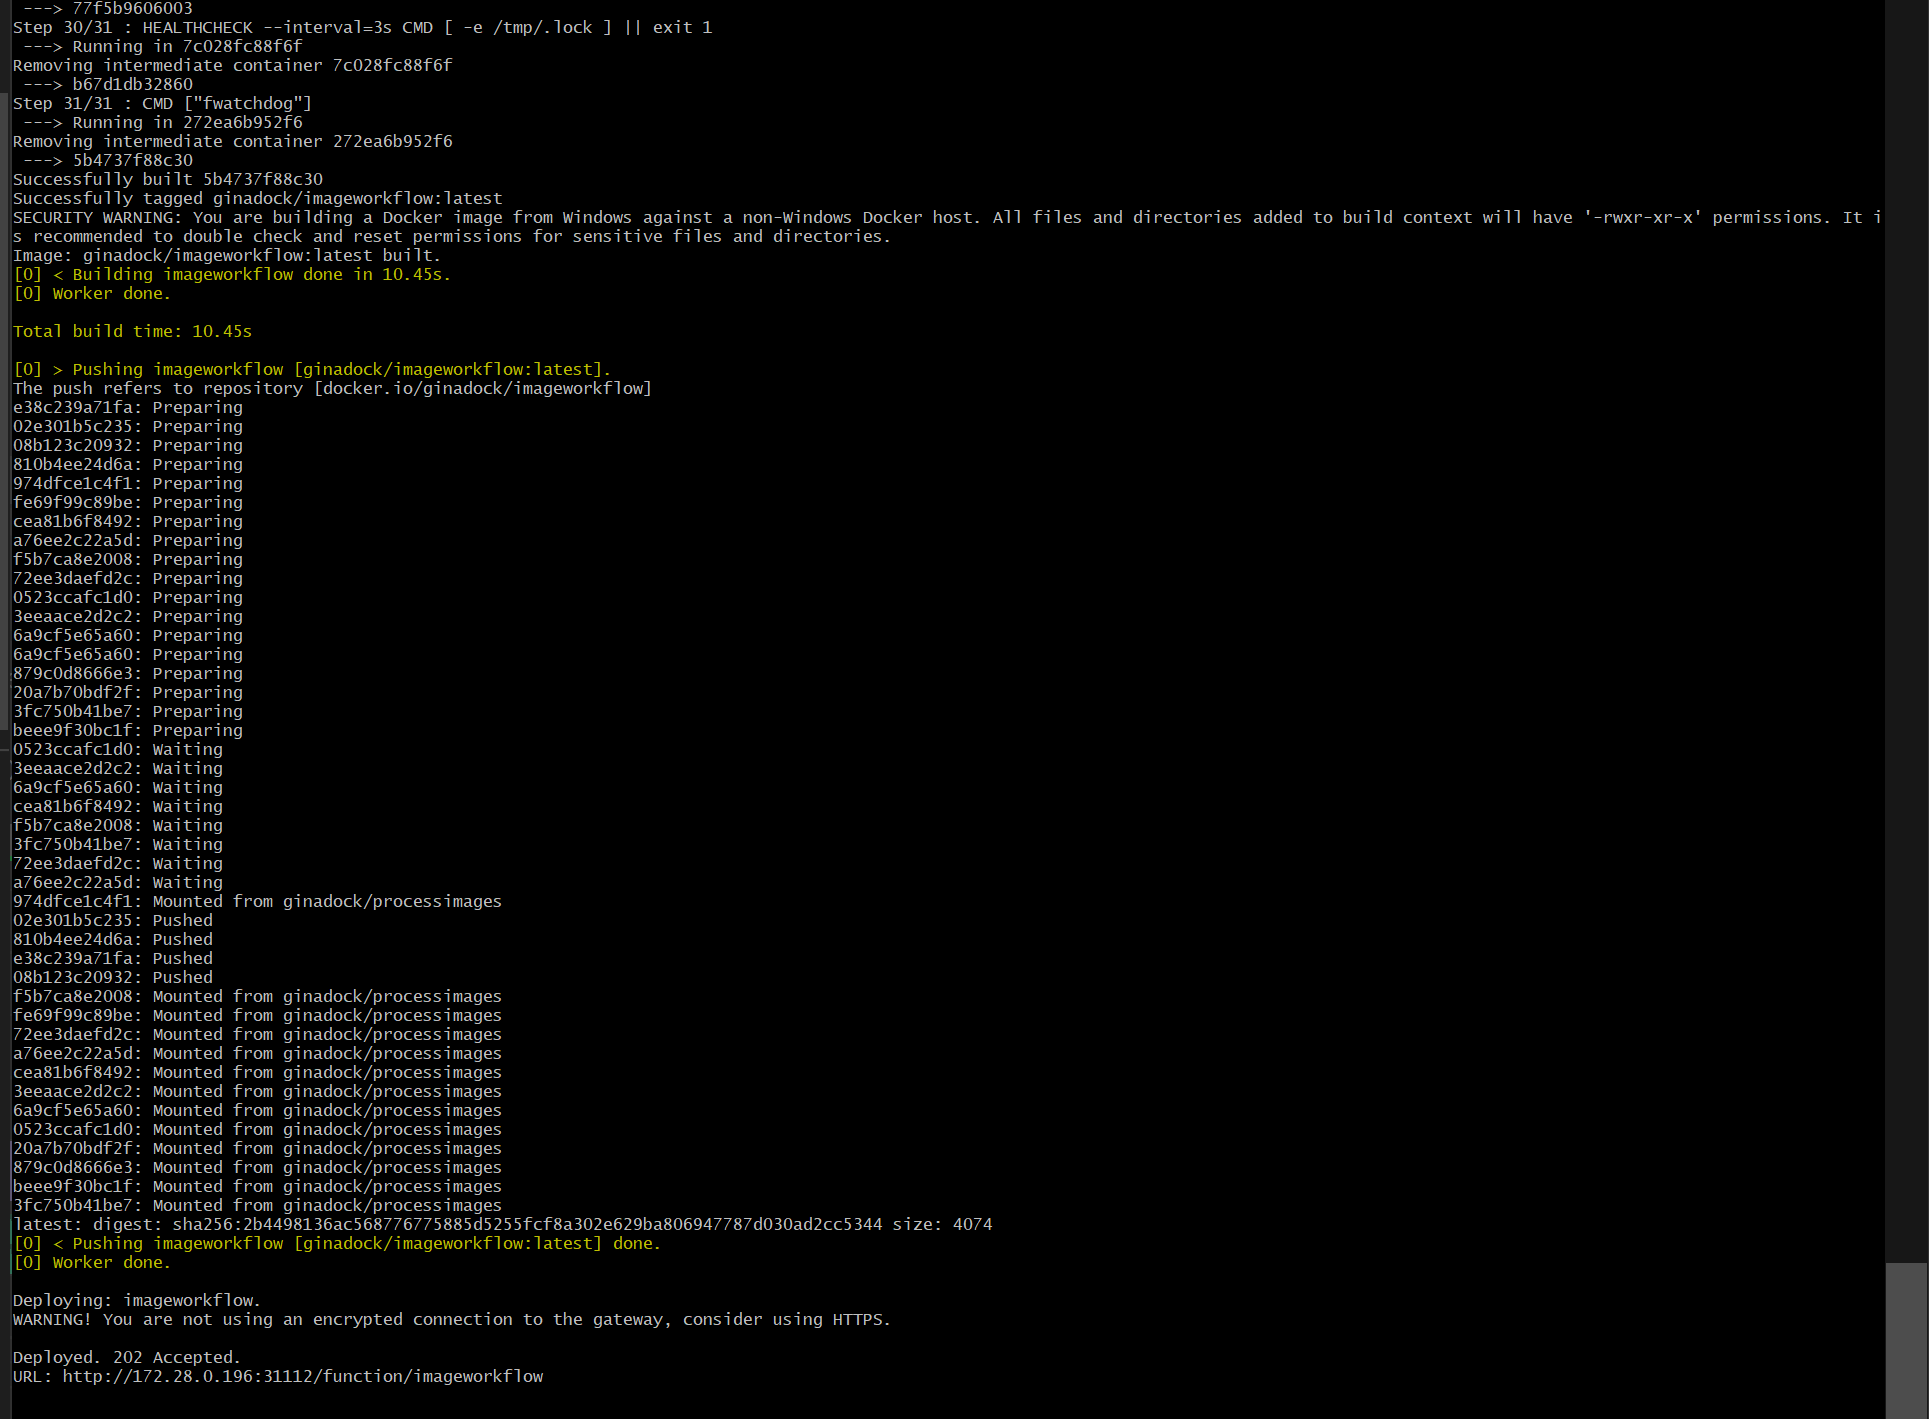 ---> 77f5b9606003
Step 30/31 : HEALTHCHECK --interval=3s CMD [ -e /tmp/.lock ] || exit 1
---> Running in 7c028fc88f6f
Removing intermediate container 7c028fc88f6f
---> b67d1db32860
Step 31/31 : CMD ["fwatchdog"]
---> Running in 272ea6b952f6
Removing intermediate container 272ea6b952f6
---> 5b4737f88c30
Successfully built 5b4737f88c30
Successfully tagged ginadock/imageworkflow:latest
SECURITY WARNING: You are building a Docker image from Windows against a non-Windows Docker host. All files and directories added to build context will have '-rwxr-xr-x' permissions. It i
s recommended to double check and reset permissions for sensitive files and directories.
Image: ginadock/imageworkflow:latest built.
[0] < Building imageworkflow done in 10.45s.
[0] Worker done.
Total build time: 10.45s
[0] > Pushing imageworkflow [ginadock/imageworkflow:latest].
The push refers to repository [docker.io/ginadock/imageworkflow]
e38c239a71fa: Preparing
02e301b5c235: Preparing
08b123c20932: Preparing
810b4ee24d6a: Preparing
974dfce1c4f1: Preparing
fe69f99c89be: Preparing
cea81b6f8492: Preparing
a76ee2c22a5d: Preparing
f5b7ca8e2008: Preparing
72ee3daefd2c: Preparing
0523ccafc1d0: Preparing
3eeaace2d2c2: Preparing
6a9cf5e65a60: Preparing
6a9cf5e65a60: Preparing
879c0d8666e3: Preparing
20a7b70bdf2f: Preparing
3fc750b41be7: Preparing
beee9f30bc1f: Preparing
0523ccafc1d0: Waiting
3eeaace2d2c2: Waiting
6a9cf5e65a60: Waiting
cea81b6f8492: Waiting
f5b7ca8e2008: Waiting
3fc750b41be7: Waiting
72ee3daefd2c: Waiting
a76ee2c22a5d: Waiting
974dfce1c4f1: Mounted from ginadock/processimages
02e301b5c235: Pushed
810b4ee24d6a: Pushed
e38c239a71fa: Pushed
08b123c20932: Pushed
f5b7ca8e2008: Mounted from ginadock/processimages
fe69f99c89be: Mounted from ginadock/processimages
72ee3daefd2c: Mounted from ginadock/processimages
a76ee2c22a5d: Mounted from ginadock/processimages
cea81b6f8492: Mounted from ginadock/processimages
3eeaace2d2c2: Mounted from ginadock/processimages
6a9cf5e65a60: Mounted from ginadock/processimages
0523ccafc1d0: Mounted from ginadock/processimages
20a7b70bdf2f: Mounted from ginadock/processimages
879c0d8666e3: Mounted from ginadock/processimages
beee9f30bc1f: Mounted from ginadock/processimages
3fc750b41be7: Mounted from ginadock/processimages
latest: digest: sha256:2b4498136ac568776775885d5255fcf8a302e629ba806947787d030ad2cc5344 size: 4074
[0] < Pushing imageworkflow [ginadock/imageworkflow:latest] done.
[0] Worker done.
Deploying: imageworkflow.
WARNING! You are not using an encrypted connection to the gateway, consider using HTTPS.
Deployed. 202 Accepted.
URL: http://172.28.0.196:31112/function/imageworkflow